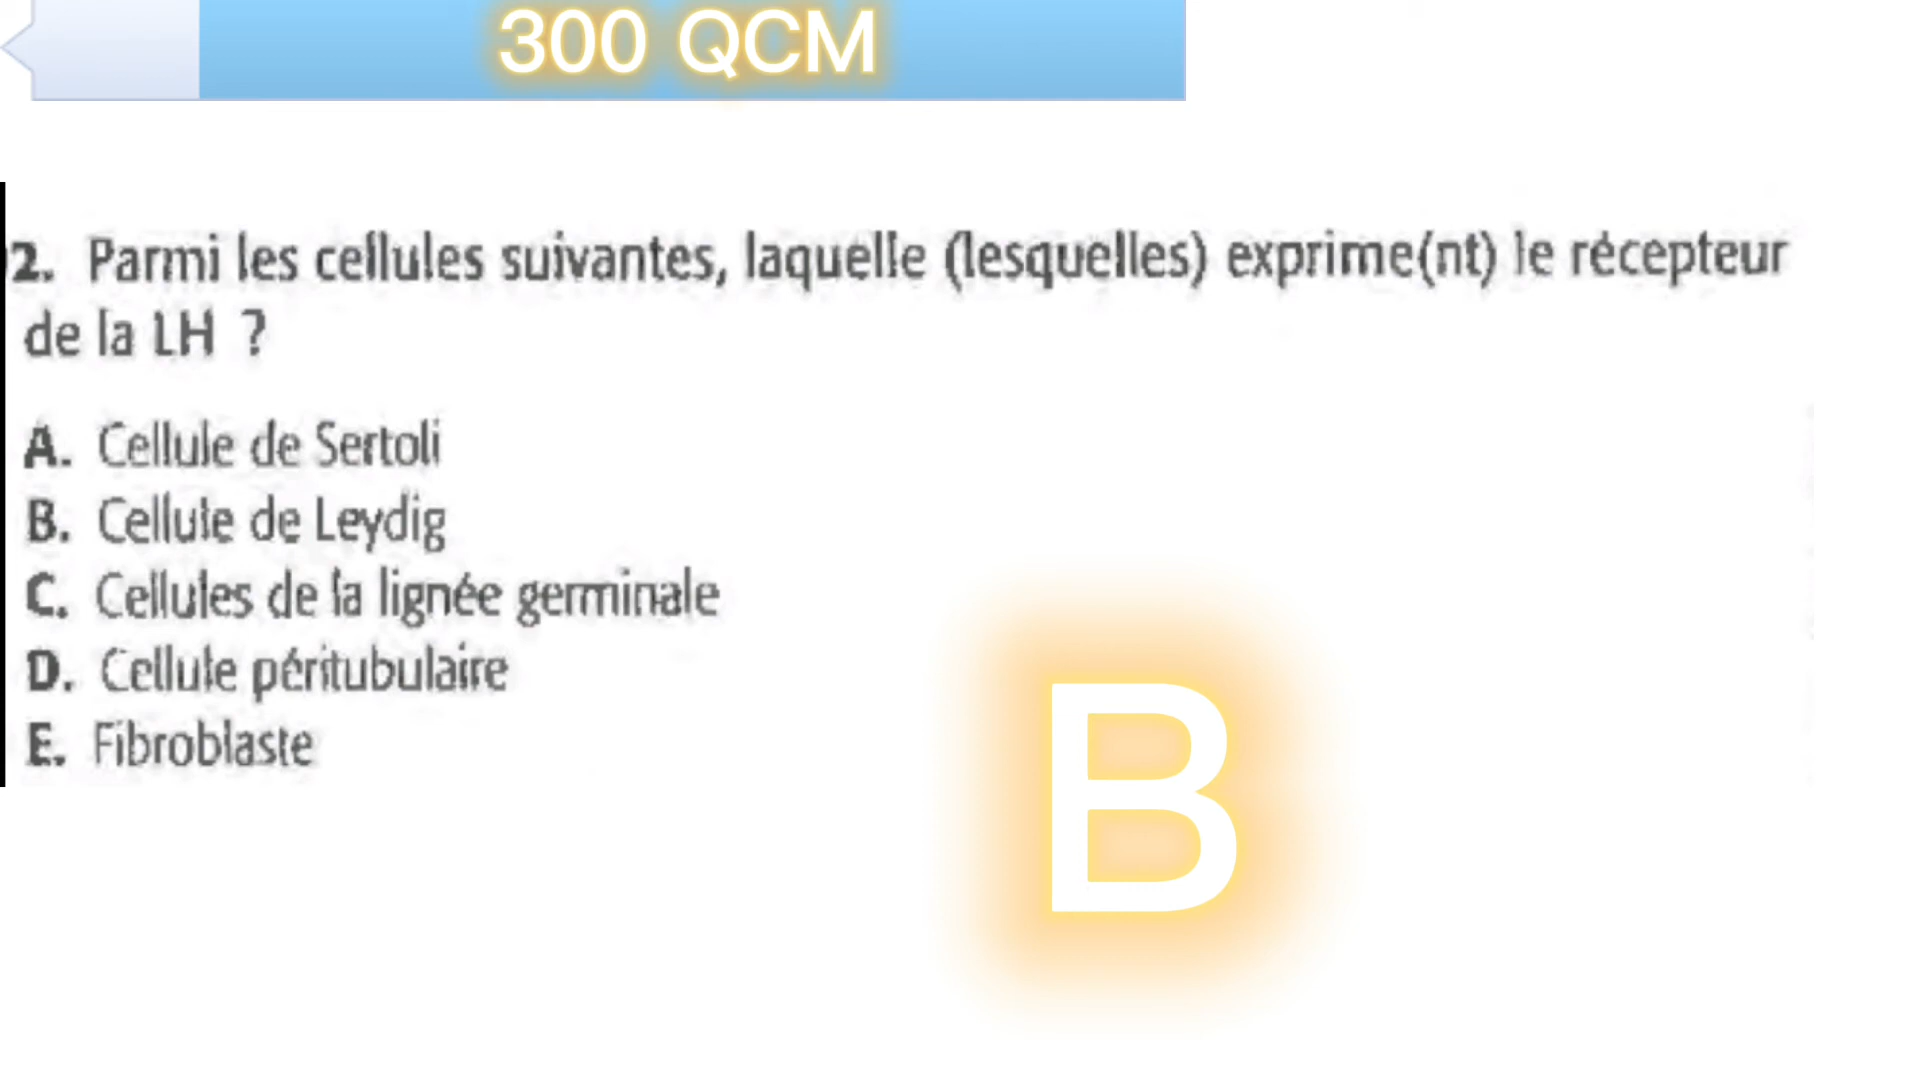 300 QCM
2. Parmi les cellules suivantes, laquelle (lesquelles) exprime(nt) le récepteur
de la LH ?
A. Cellule de Sertoli
B. Cellule de Leydig
C. Cellules de la lignée germinale
D. Cellule péritubulaire
E. Fibroblaste
B